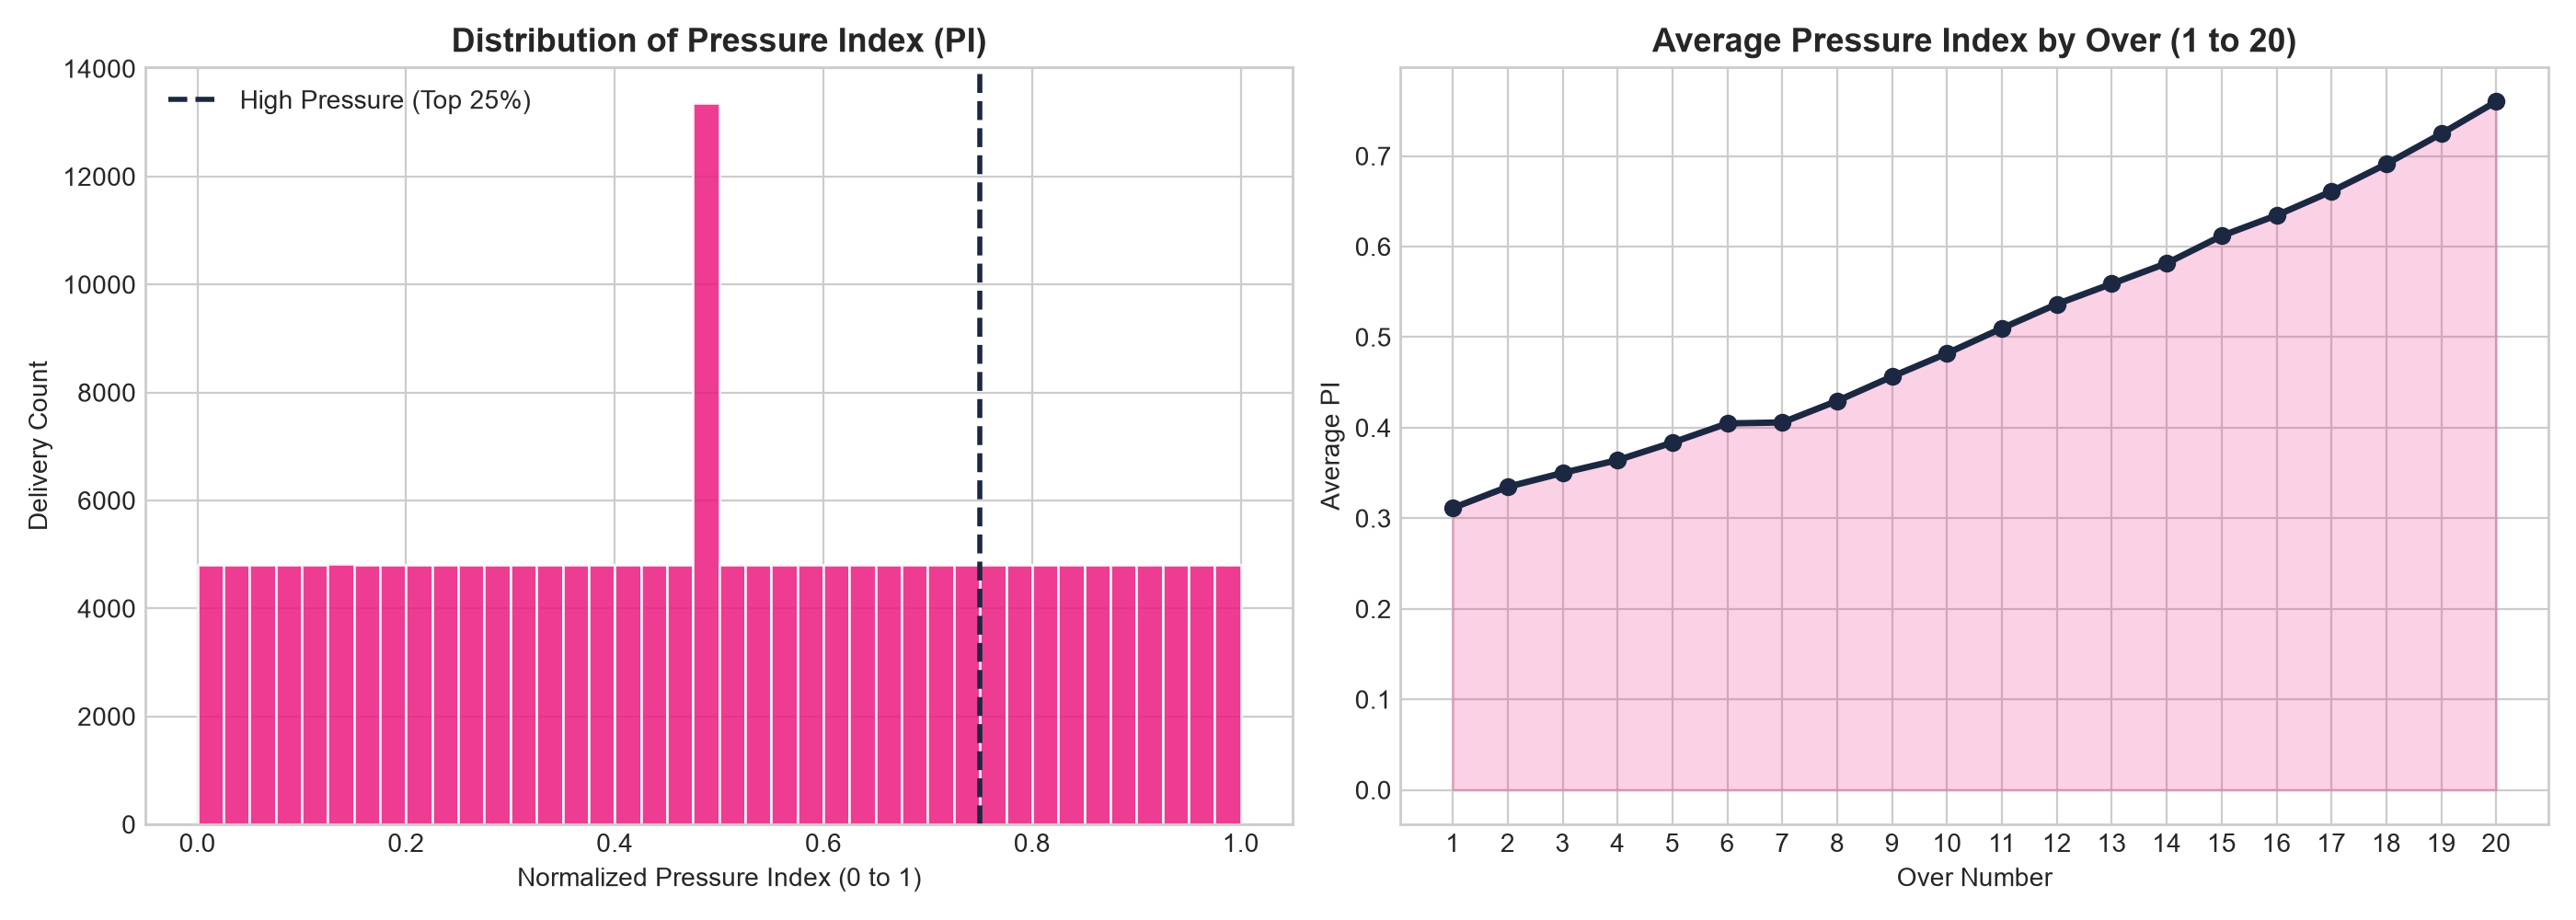 Distribution of Pressure Index (PI)
High Pressure (Top 25%)
14000
12000
10000
8000
6000
4000
2000
0
Delivery Count
0.0 0.2 0.4 0.6 0.8 1.0
Normalized Pressure Index (0 to 1)
Average Pressure Index by Over (1 to 20)
0.7
0.6
0.5
0.4
0.3
0.2
0.1
0.0
Average PI
1 2 3 4 5 6 7 8 9 10 11 12 13 14 15 16 17 18 19 20
Over Number